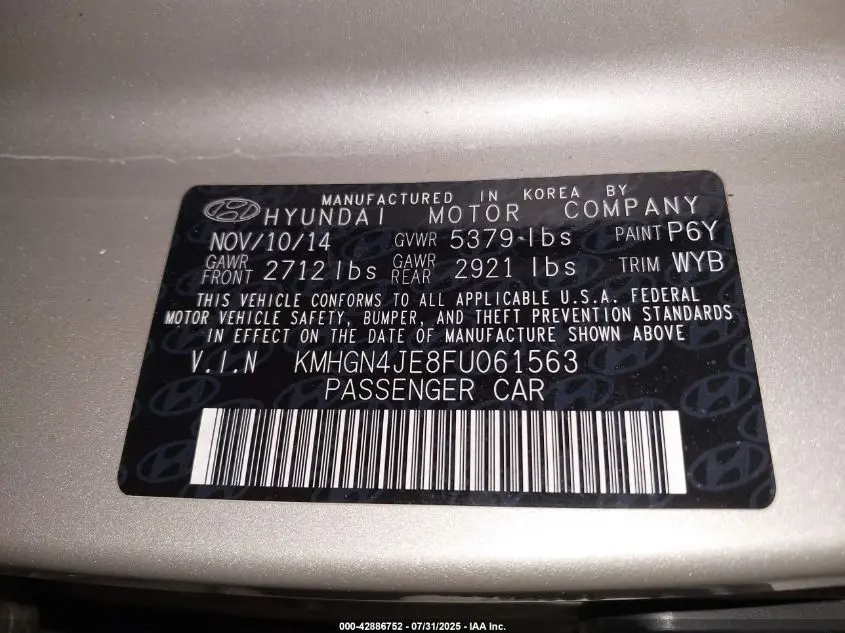 MANUFACTURED IN KOREA BY
HYUNDAI MOTOR COMPANY
NOV/10/14 GVWR 5379 lbs PAINT P6Y
GAWR FRONT 2712 lbs GAWR REAR 2921 lbs TRIM WYB
THIS VEHICLE CONFORMS TO ALL APPLICABLE U.S.A. FEDERAL
MOTOR VEHICLE SAFETY, BUMPER, AND THEFT PREVENTION STANDARDS
IN EFFECT ON THE DATE OF MANUFACTURE SHOWN ABOVE
V.I.N KMHGN4JE8FU061563
PASSENGER CAR
000-42886752 - 07/31/2025 - IAA Inc.